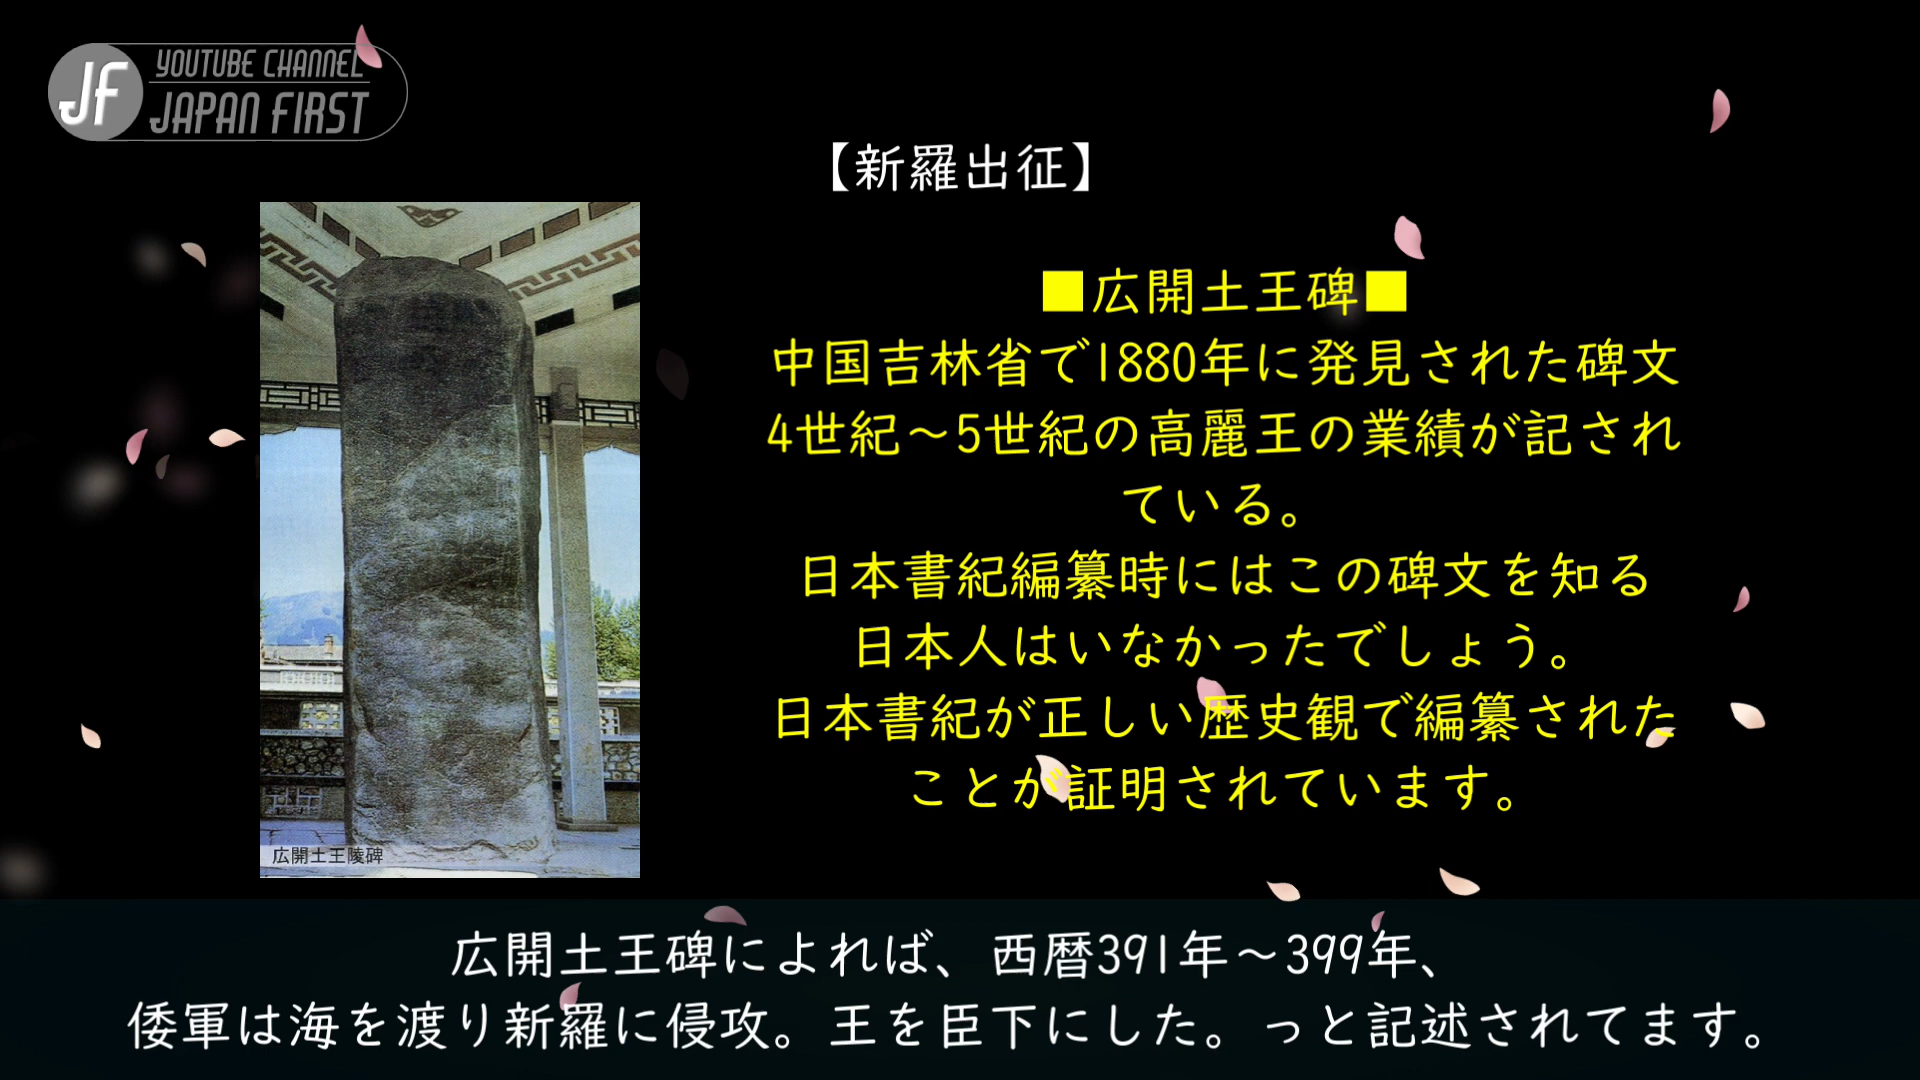 JF
YOUTUBE CHANNEL
JAPAN FIRST
【新羅出征】
■広開土王碑■
中国吉林省で1880年に発見された碑文
4世紀～5世紀の高麗王の業績が記され
ている。
日本書紀編纂時にはこの碑文を知る
日本人はいなかったでしょう。
日本書紀が正しい歴史観で編纂された
ことが証明されています。
広開土王陵碑
広開土王碑によれば、西暦391年～399年、
倭軍は海を渡り新羅に侵攻。王を臣下にした。っと記述されてます。